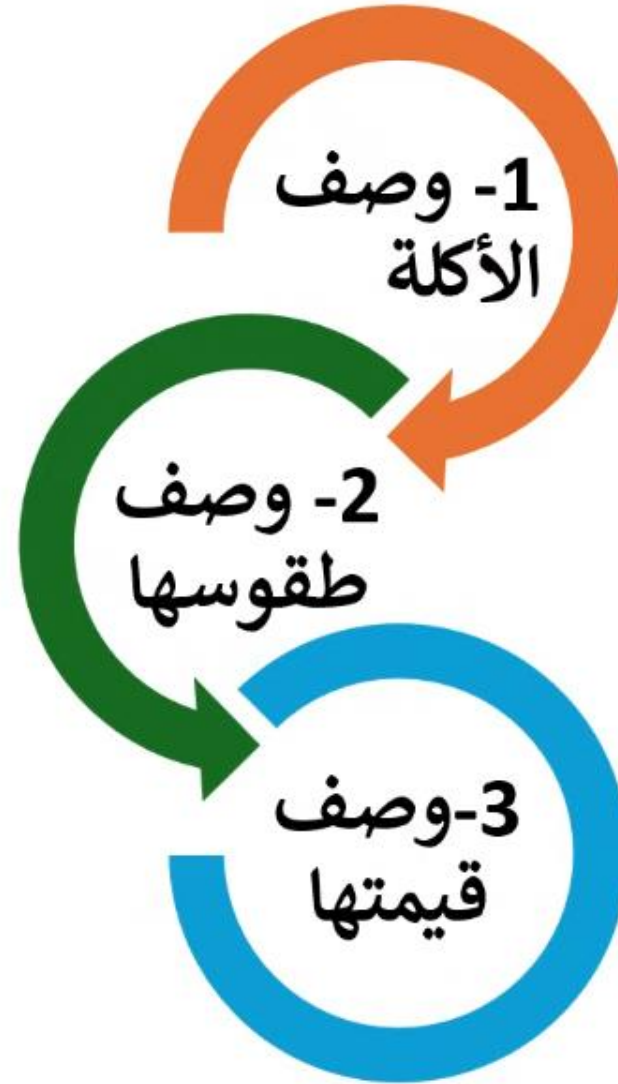 1- وصف
الأكلة
2- وصف
طقوسها
3-وصف
قيمتها